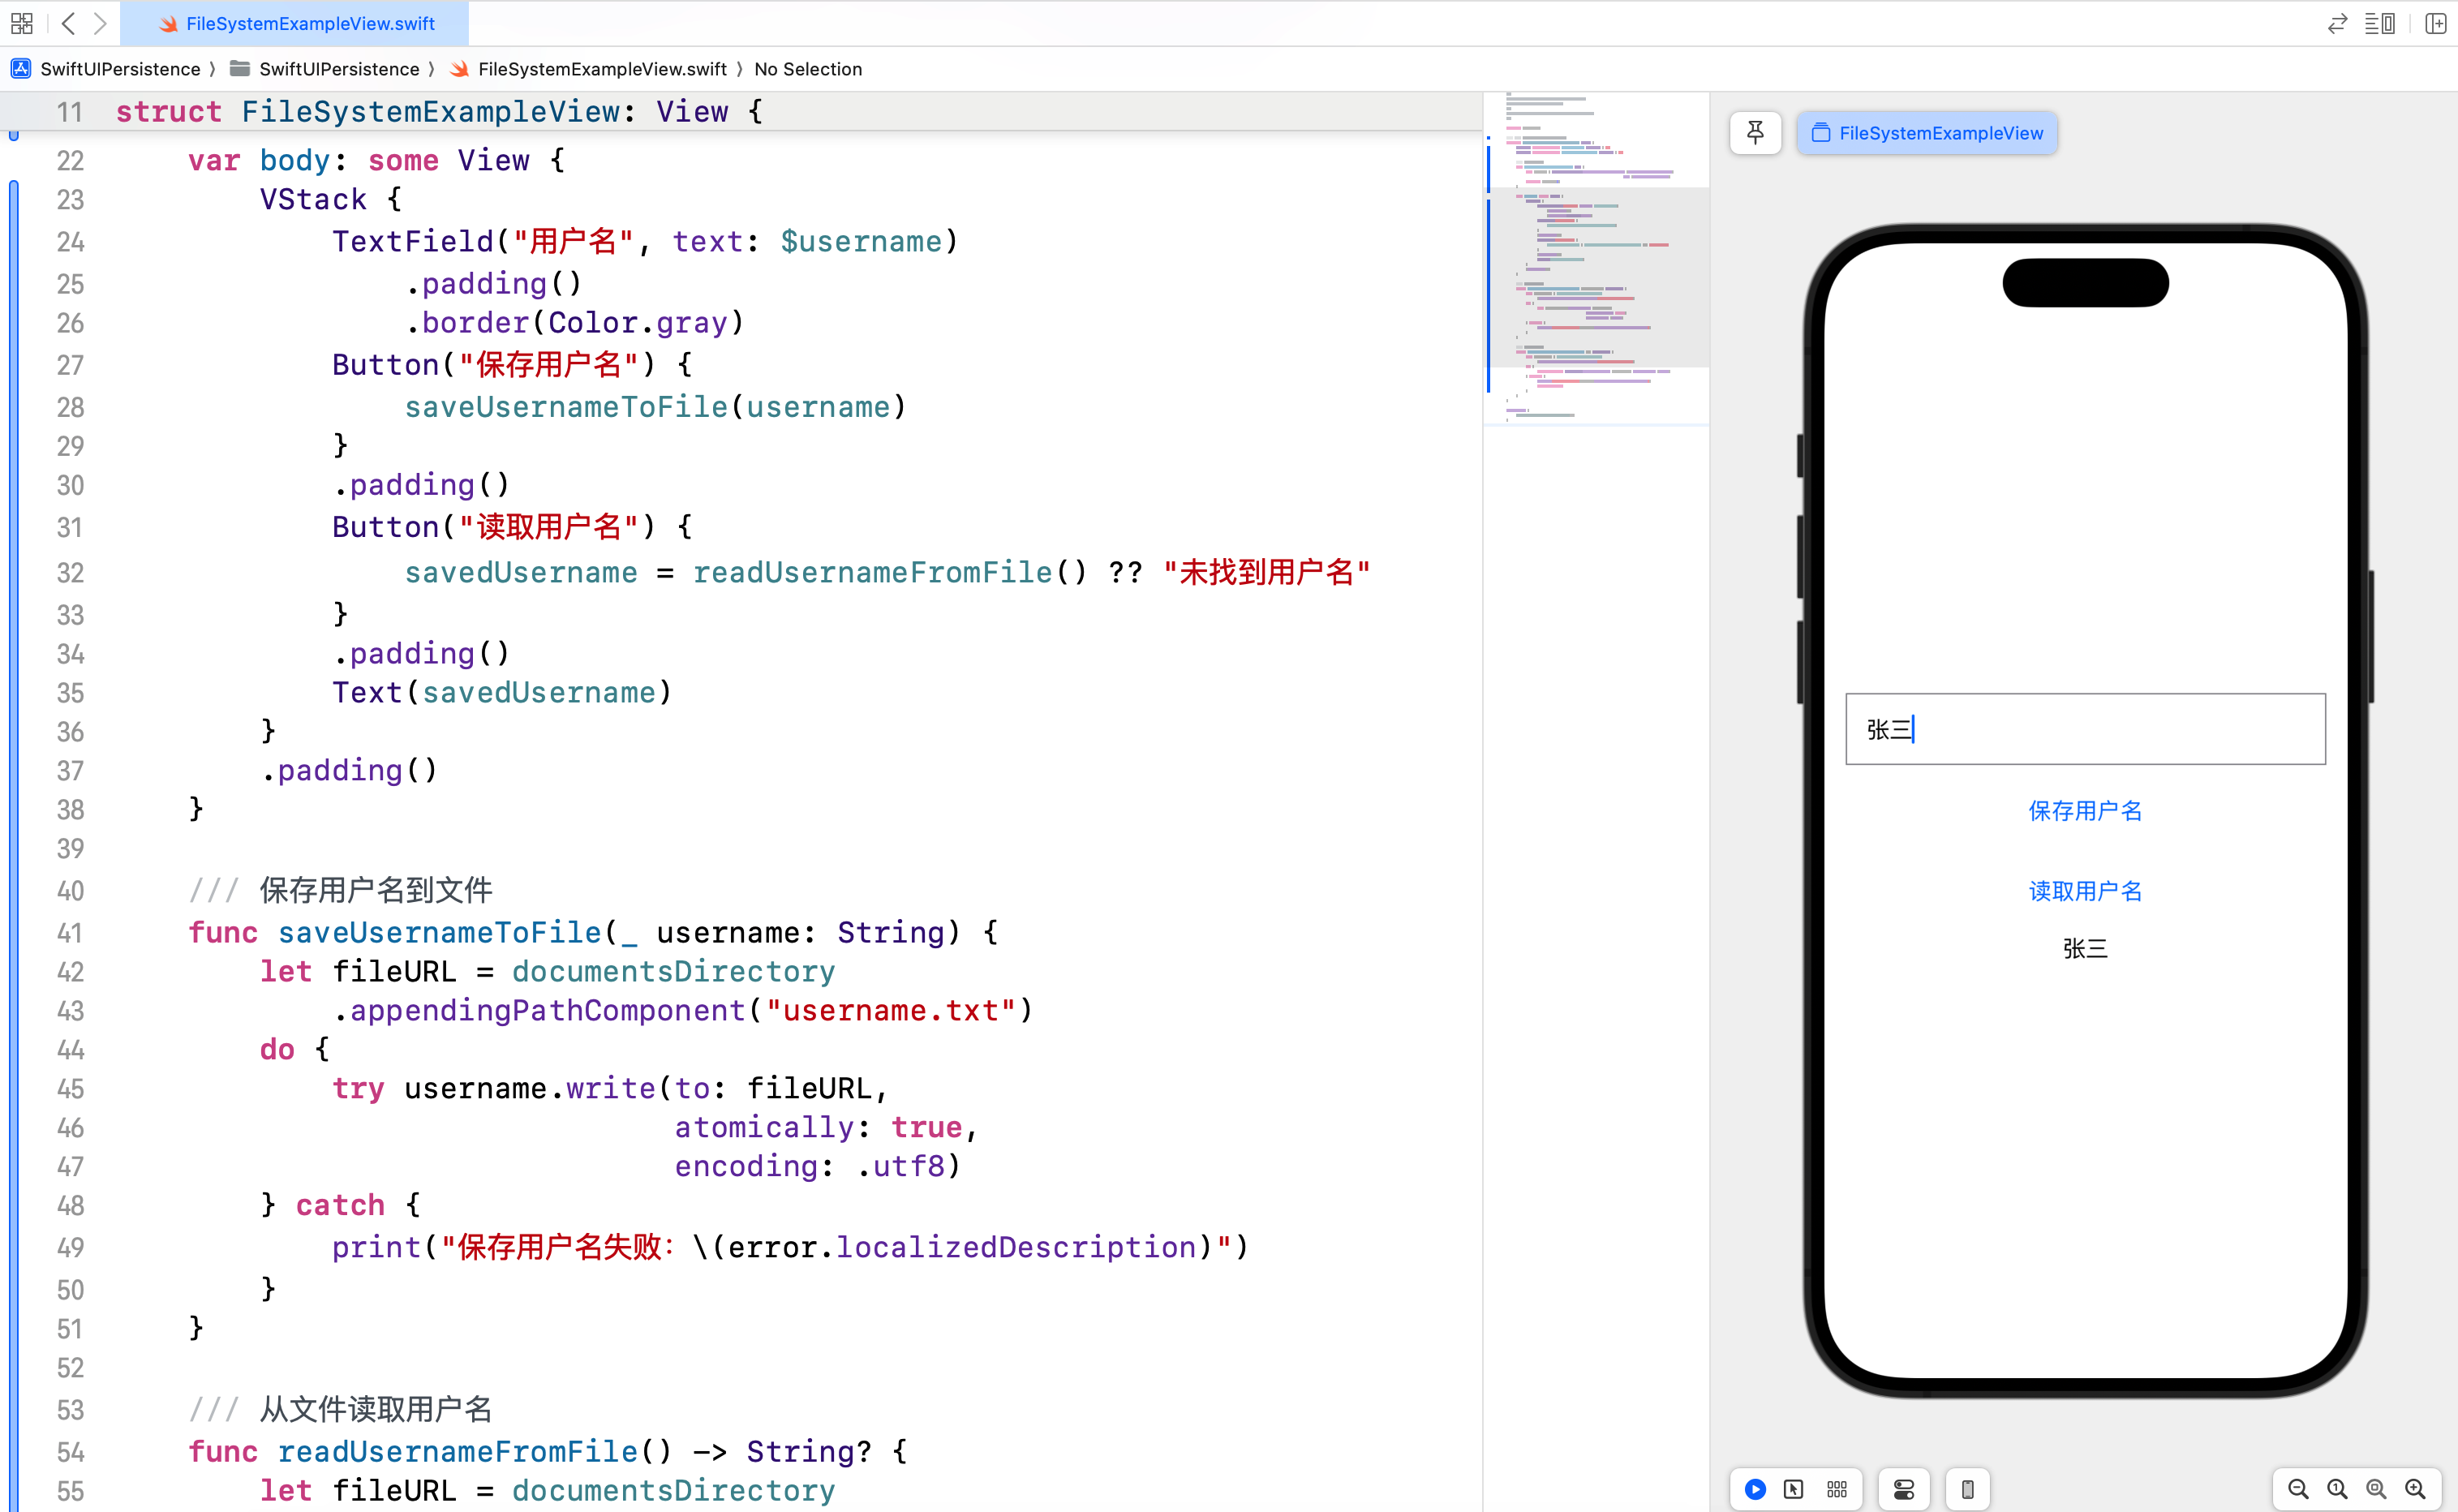 FileSystemExampleView.swift
SwiftUIPersistence 〉 SwiftUIPersistence 〉 FileSystemExampleView.swift 〉 No Selection
11 struct FileSystemExampleView: View {
22     var body: some View {
23         VStack {
24             TextField("用户名", text: $username)
25                 .padding()
26                 .border(Color.gray)
27             Button("保存用户名") {
28                 saveUsernameToFile(username)
29             }
30             .padding()
31             Button("读取用户名") {
32                 savedUsername = readUsernameFromFile() ?? "未找到用户名"
33             }
34             .padding()
35             Text(savedUsername)
36         }
37         .padding()
38     }
39
40     /// 保存用户名到文件
41     func saveUsernameToFile(_ username: String) {
42         let fileURL = documentsDirectory
43             .appendingPathComponent("username.txt")
44         do {
45             try username.write(to: fileURL,
46                                atomically: true,
47                                encoding: .utf8)
48         } catch {
49             print("保存用户名失败：\(error.localizedDescription)")
50         }
51     }
52
53     /// 从文件读取用户名
54     func readUsernameFromFile() -> String? {
55         let fileURL = documentsDirectory
FileSystemExampleView
张三
保存用户名
读取用户名
张三